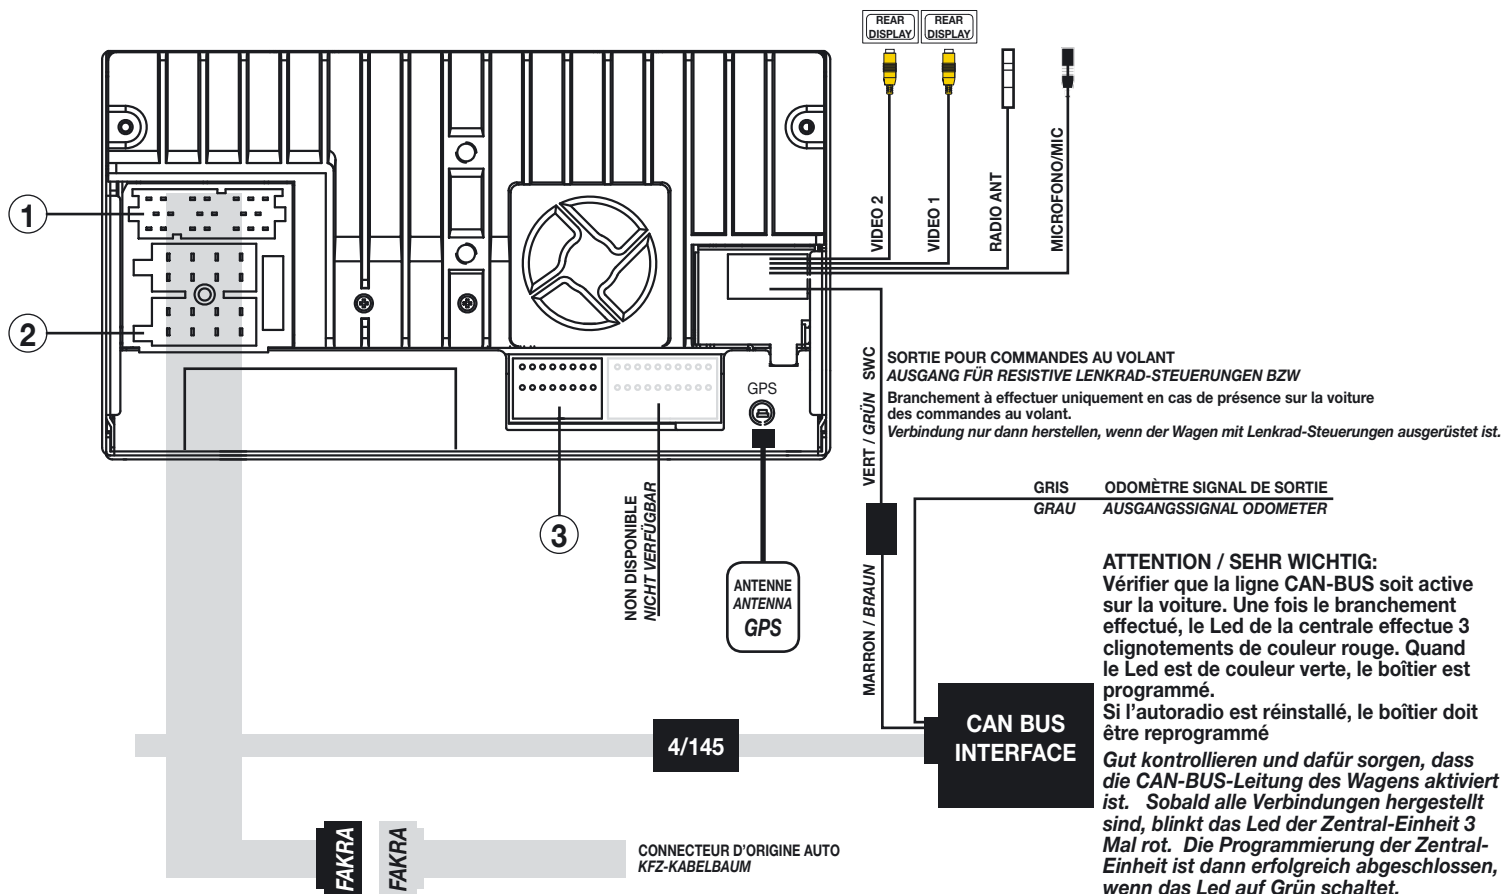 REAR
DISPLAY
REAR
DISPLAY
VIDEO 2
VIDEO 1
RADIO ANT
MICROFONO/MIC
1
2
3
GPS
NON DISPONIBLE
NICHT VERFÜGBAR
ANTENNE
ANTENNA
GPS
VERT / GRÜN SWC
SORTIE POUR COMMANDES AU VOLANT
AUSGANG FÜR RESISTIVE LENKRAD-STEUERUNGEN BZW
Branchement à effectuer uniquement en cas de présence sur la voiture
des commandes au volant.
Verbindung nur dann herstellen, wenn der Wagen mit Lenkrad-Steuerungen ausgerüstet ist.
GRIS ODOMÈTRE SIGNAL DE SORTIE
GRAU AUSGANGSSIGNAL ODOMETER
MARRON / BRAUN
CAN BUS
INTERFACE
4/145
ATTENTION / SEHR WICHTIG:
Vérifier que la ligne CAN-BUS soit active
sur la voiture. Une fois le branchement
effectué, le Led de la centrale effectue 3
clignotements de couleur rouge. Quand
le Led est de couleur verte, le boîtier est
programmé.
Si l'autoradio est réinstallé, le boîtier doit
être reprogrammé
Gut kontrollieren und dafür sorgen, dass
die CAN-BUS-Leitung des Wagens aktiviert
ist. Sobald alle Verbindungen hergestellt
sind, blinkt das Led der Zentral-Einheit 3
Mal rot. Die Programmierung der Zentral-
Einheit ist dann erfolgreich abgeschlossen,
wenn das Led auf Grün schaltet.
FAKRA
FAKRA
CONNECTEUR D'ORIGINE AUTO
KFZ-KABELBAUM